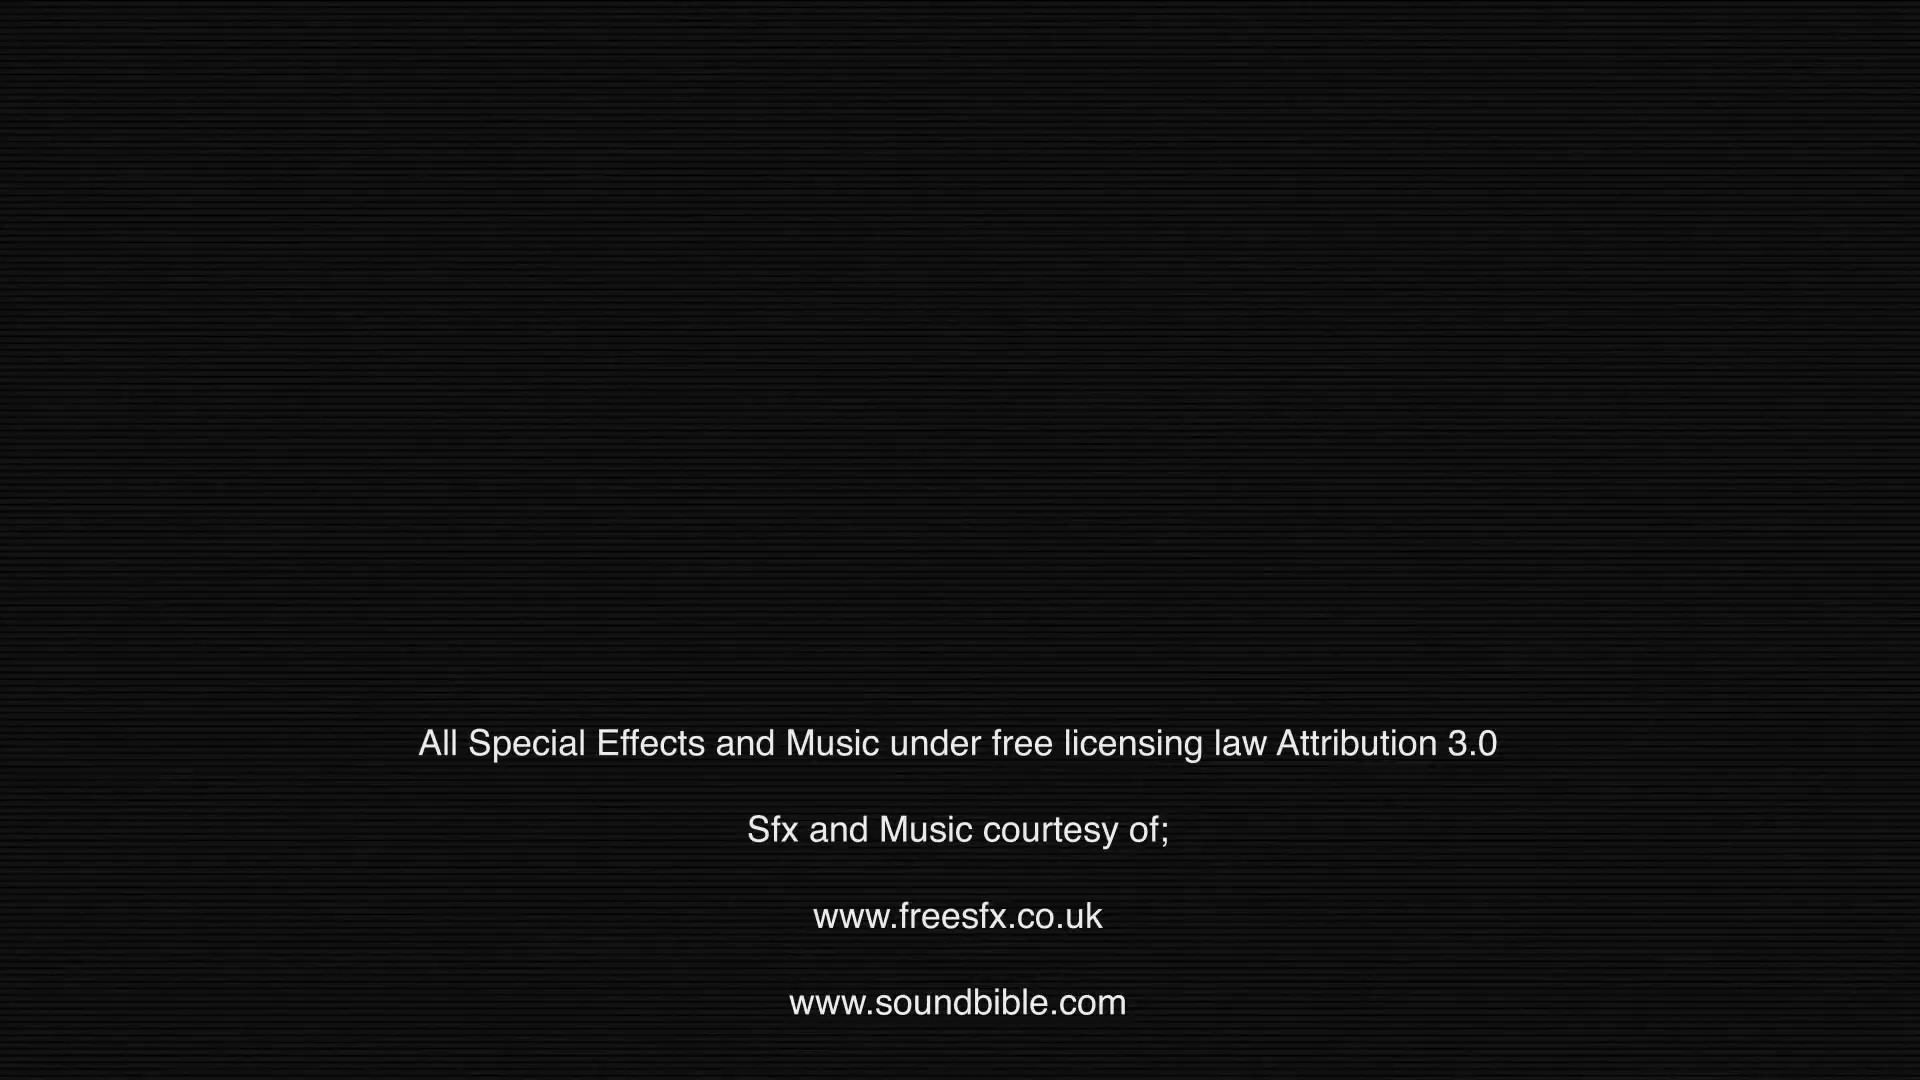 All Special Effects and Music under free licensing law Attribution 3.0
Sfx and Music courtesy of;
www.freesfx.co.uk
www.soundbible.com